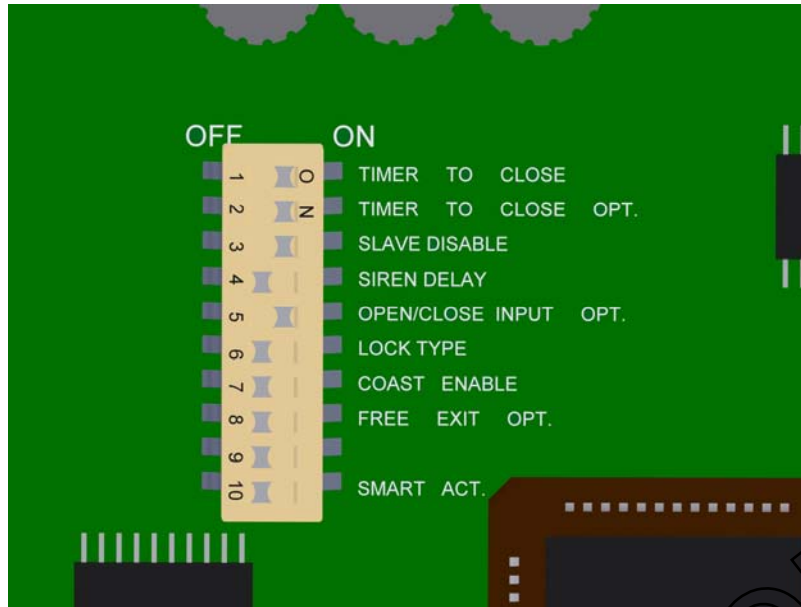 OFF ON
1 O TIMER TO CLOSE
2 N TIMER TO CLOSE OPT.
3 SLAVE DISABLE
4 SIREN DELAY
5 OPEN/CLOSE INPUT OPT.
6 LOCK TYPE
7 COAST ENABLE
8 FREE EXIT OPT.
9
10 SMART ACT.